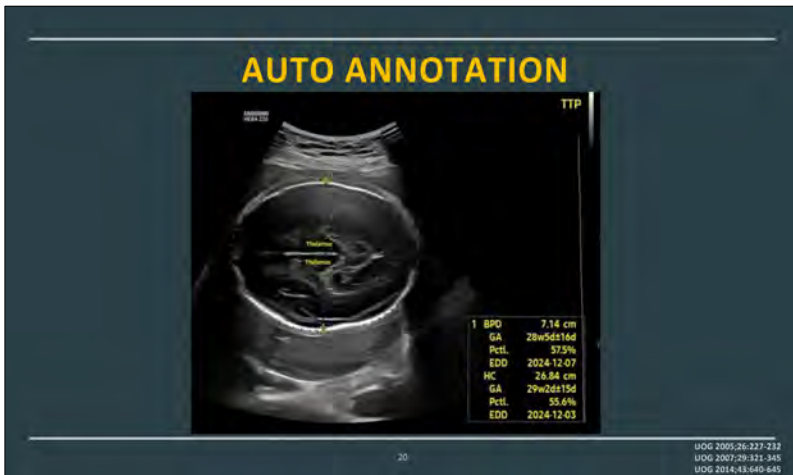 AUTO ANNOTATION
TTP
Thalamus
Thalamus
1 BPD 7.14 cm
GA 28w5d±16d
Pctl. 57.5%
EDD 2024-12-07
HC 26.84 cm
GA 29w2d±15d
Pctl. 55.6%
EDD 2024-12-03
20
UOG 2005;26:227-232
UOG 2007;29:321-345
UOG 2014;43:640-645